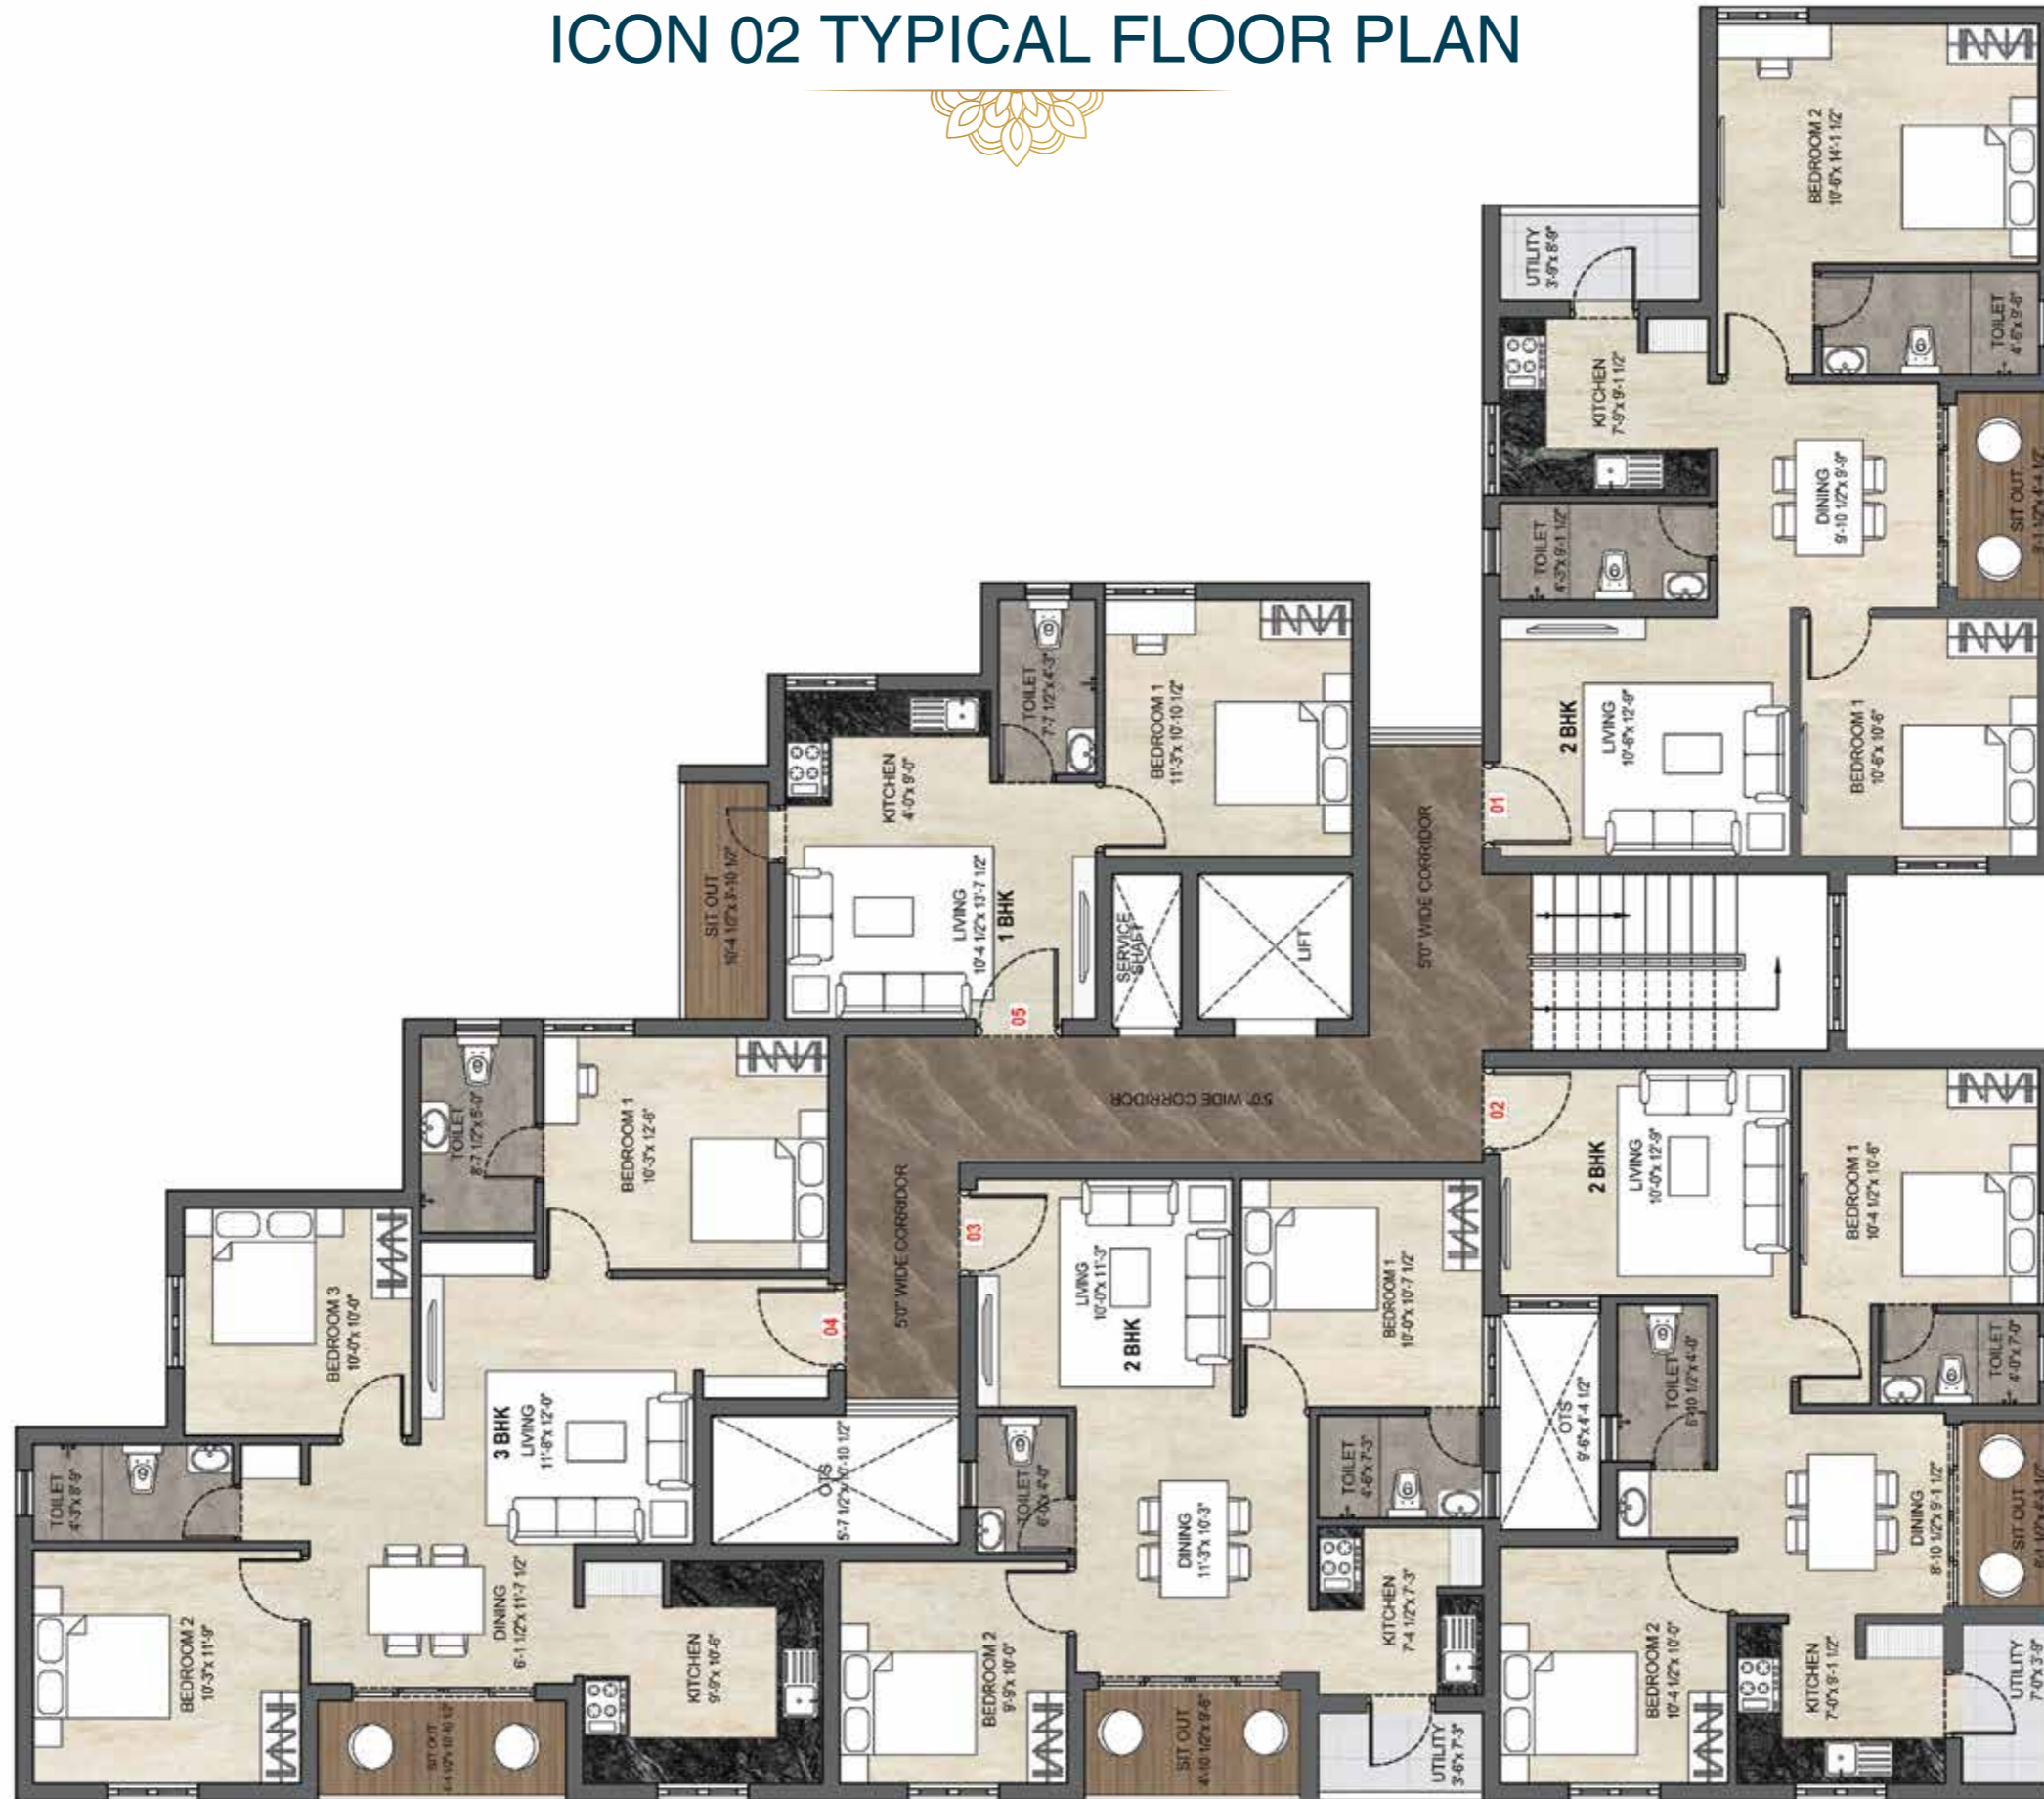 ICON 02 TYPICAL FLOOR PLAN
BEDROOM 2
10'-6"x 14'-1 1/2"
UTILITY
3'-9"x 8'-9"
TOILET
4'-6"x 9'-6"
KITCHEN
7'-9"x 9'-1 1/2"
DINING
9'-10 1/2"x 9'-9"
SIT OUT
TOILET
4'-3"x 9'-1 1/2"
2 BHK
LIVING
10'-6"x 12'-9"
BEDROOM 1
10'-6"x 10'-6"
01
TOILET
7'-7 1/2"x 4'-3"
BEDROOM 1
11'-3"x 10'-10 1/2"
KITCHEN
4'-0"x 9'-0"
SIT OUT
10'-4 1/2"x 3'-10 1/2"
LIVING
10'-4 1/2"x 13'-7 1/2"
1 BHK
05
SERVICE
SHAFT
LIFT
5'0" WIDE CORRIDOR
5'0" WIDE CORRIDOR
5'0" WIDE CORRIDOR
TOILET
8'-7 1/2"x 5'-0"
BEDROOM 1
10'-3"x 12'-6"
BEDROOM 3
10'-0"x 10'-0"
04
3 BHK
LIVING
11'-8"x 12'-0"
TOILET
4'-3"x 8'-9"
BEDROOM 2
10'-3"x 11'-9"
DINING
6'-1 1/2"x 11'-7 1/2"
SIT OUT
KITCHEN
9'-9"x 10'-6"
OTS
03
LIVING
10'-0"x 11'-3"
2 BHK
BEDROOM 1
10'-0"x 10'-7 1/2"
TOILET
6'-0"x 4'-0"
TOILET
4'-6"x 7'-3"
DINING
11'-3"x 10'-3"
KITCHEN
7'-4 1/2"x 7'-3"
BEDROOM 2
9'-9"x 10'-0"
SIT OUT
4'-10 1/2"x 9'-6"
UTILITY
3'-6"x 7'-3"
02
2 BHK
LIVING
10'-0"x 12'-9"
BEDROOM 1
10'-4 1/2"x 10'-6"
OTS
9'-6"x 4'-4 1/2"
TOILET
6'-10 1/2"x 4'-0"
TOILET
4'-0"x 7'-0"
DINING
8'-10 1/2"x 9'-1 1/2"
SIT OUT
BEDROOM 2
10'-4 1/2"x 10'-0"
KITCHEN
7'-0"x 9'-1 1/2"
UTILITY
7'-0"x 3'-9"